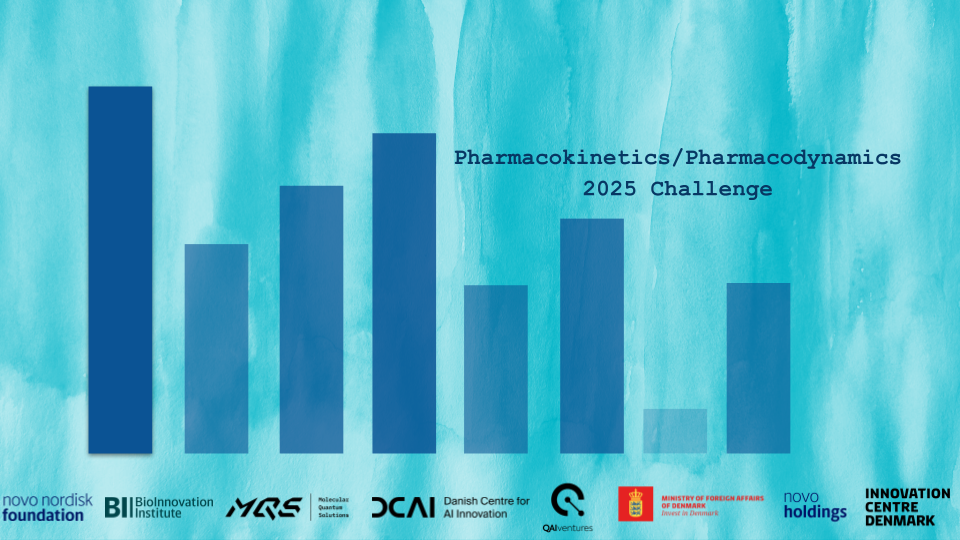 Pharmacokinetics/Pharmacodynamics
2025 Challenge
novo nordisk
foundation
BII
BioInnovation
Institute
MQS
Molecular
Quantum
Solutions
DCAI
Danish Centre for
AI Innovation
QAIventures
MINISTRY OF FOREIGN AFFAIRS
OF DENMARK
Invest in Denmark
novo
holdings
INNOVATION
CENTRE
DENMARK